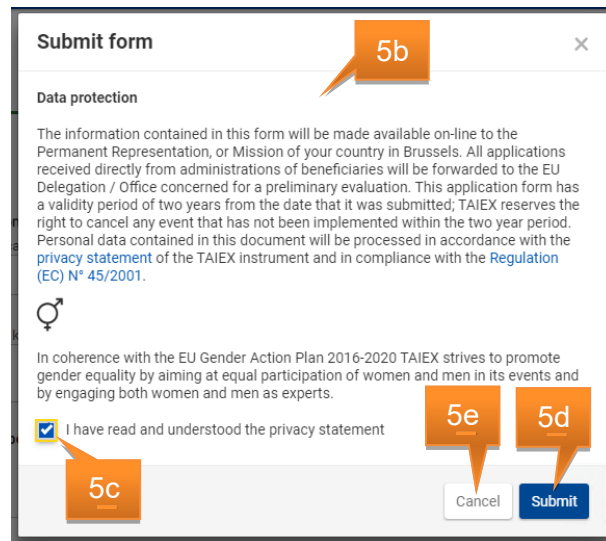 Submit form
×
5b
Data protection
The information contained in this form will be made available on-line to the
Permanent Representation, or Mission of your country in Brussels. All applications
received directly from administrations of beneficiaries will be forwarded to the EU
Delegation / Office concerned for a preliminary evaluation. This application form has
a validity period of two years from the date that it was submitted; TAIEX reserves the
right to cancel any event that has not been implemented within the two year period.
Personal data contained in this document will be processed in accordance with the
privacy statement of the TAIEX instrument and in compliance with the Regulation
(EC) N° 45/2001.
In coherence with the EU Gender Action Plan 2016-2020 TAIEX strives to promote
gender equality by aiming at equal participation of women and men in its events and
by engaging both women and men as experts.
I have read and understood the privacy statement
5e
5d
5c
Cancel
Submit